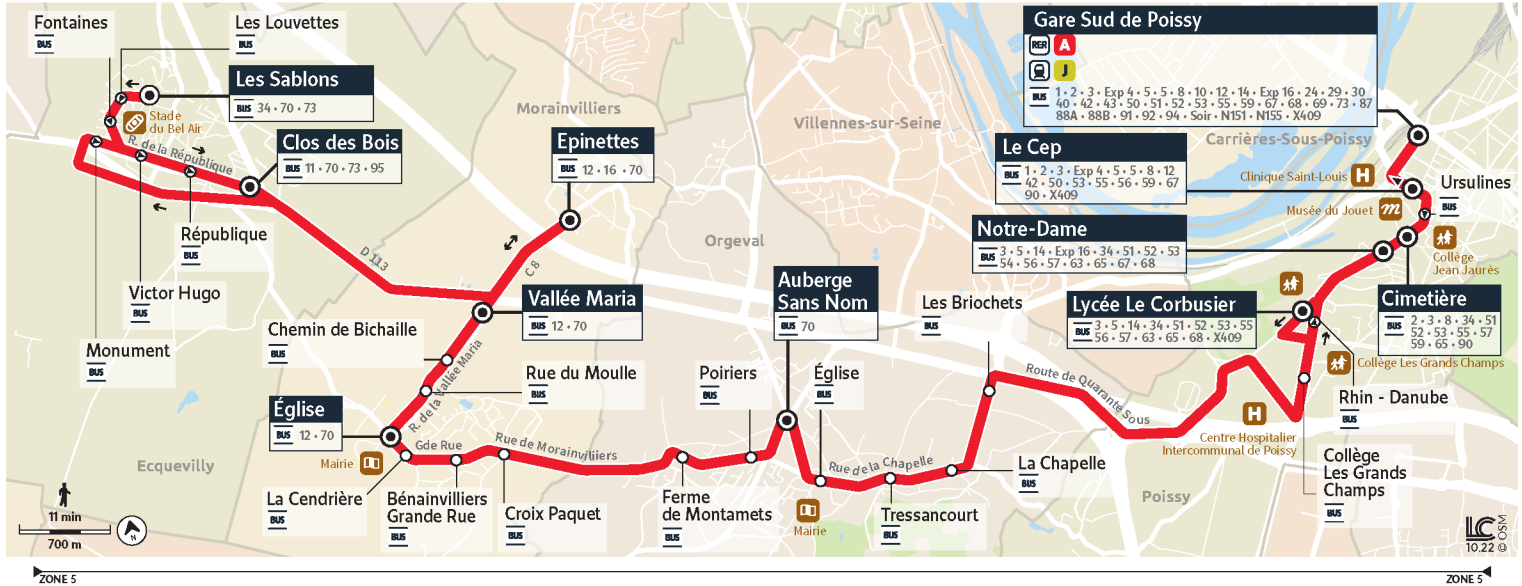 Fontaines
BUS
Les Louvettes
BUS
Les Sablons
BUS 34 • 70 • 73
Stade
du Bel Air
R. de la République
Clos des Bois
BUS 11 • 70 • 73 • 95
République
BUS
Victor Hugo
BUS
Monument
BUS
D 113
Morainvilliers
Epinettes
BUS 12 • 16 • 70
C 8
Vallée Maria
BUS 12 • 70
Chemin de Bichaille
BUS
R. de la Vallée Maria
Rue du Moulle
BUS
Église
BUS 12 • 70
Mairie
Ecquevilly
Gde Rue
Rue de Morainvilliers
La Cendrière
BUS
Bénainvilliers
Grande Rue
BUS
Croix Paquet
BUS
Ferme
de Montamets
BUS
Poiriers
BUS
Orgeval
Villennes-sur-Seine
Auberge
Sans Nom
BUS 70
Église
BUS
Mairie
Rue de la Chapelle
Tressancourt
BUS
La Chapelle
BUS
Les Briochets
BUS
Route de Quarante Sous
Gare Sud de Poissy
RER A
J
BUS 1 • 2 • 3 • Exp 4 • 5 • 5 • 8 • 10 • 12 • 14 • Exp 16 • 24 • 29 • 30
40 • 42 • 43 • 50 • 51 • 52 • 53 • 55 • 59 • 67 • 68 • 69 • 73 • 87
88A • 88B • 91 • 92 • 94 • Soir • N151 • N155 • X409
Carrières-Sous-Poissy
Le Cep
BUS 1 • 2 • 3 • Exp 4 • 5 • 5 • 8 • 12
42 • 50 • 53 • 55 • 56 • 59 • 67
90 • X409
Clinique Saint-Louis H
Musée du Jouet
Ursulines
BUS
Notre-Dame
BUS 3 • 5 • 14 • Exp 16 • 34 • 51 • 52 • 53
54 • 56 • 57 • 63 • 65 • 67 • 68
Collège
Jean Jaurès
Lycée Le Corbusier
BUS 3 • 5 • 14 • 34 • 51 • 52 • 53 • 55
56 • 57 • 63 • 65 • 68 • X409
Cimetière
BUS 2 • 3 • 8 • 34 • 51
52 • 53 • 55 • 57
59 • 65 • 90
Collège Les Grands Champs
Rhin - Danube
BUS
H
Centre Hospitalier
Intercommunal de Poissy
Collège
Les Grands
Champs
BUS
Poissy
11 min
700 m
N
LC
10.22 © OSM
ZONE 5
ZONE 5